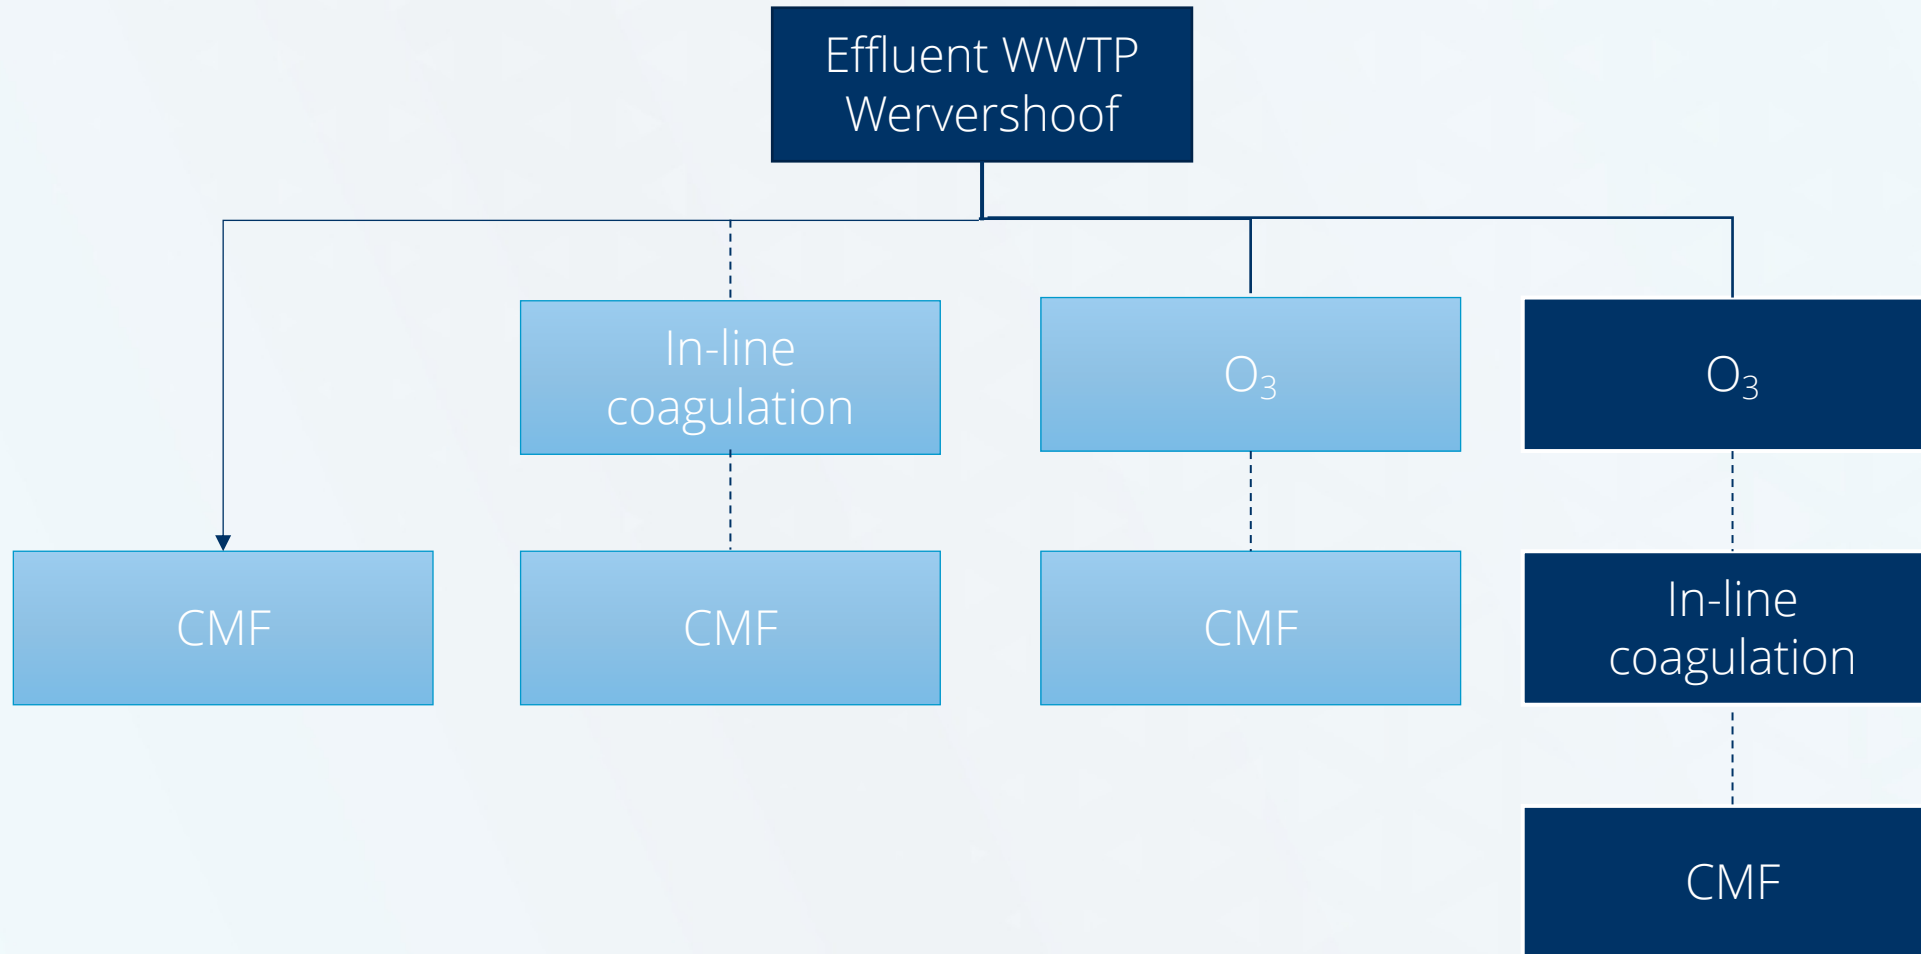 Effluent WWTP
Wervershoof
In-line
coagulation
O₃
O₃
CMF
CMF
CMF
In-line
coagulation
CMF